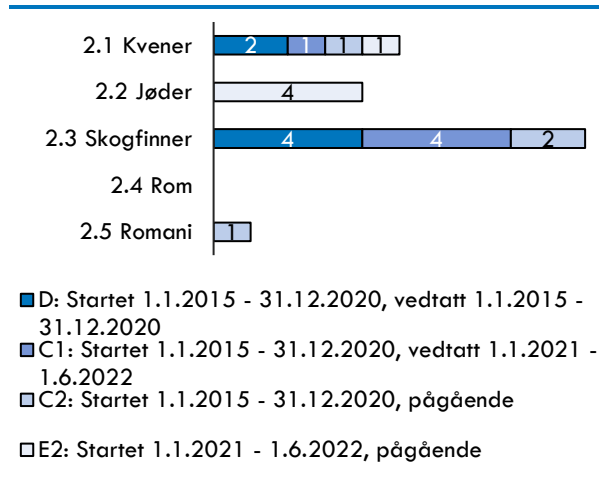 2.1 Kvener 2 1 1 1
2.2 Jøder 4
2.3 Skogfinner 4 4 2
2.4 Rom
2.5 Romani 1
D: Startet 1.1.2015 - 31.12.2020, vedtatt 1.1.2015 -
31.12.2020
C1: Startet 1.1.2015 - 31.12.2020, vedtatt 1.1.2021 -
1.6.2022
C2: Startet 1.1.2015 - 31.12.2020, pågående
E2: Startet 1.1.2021 - 1.6.2022, pågående